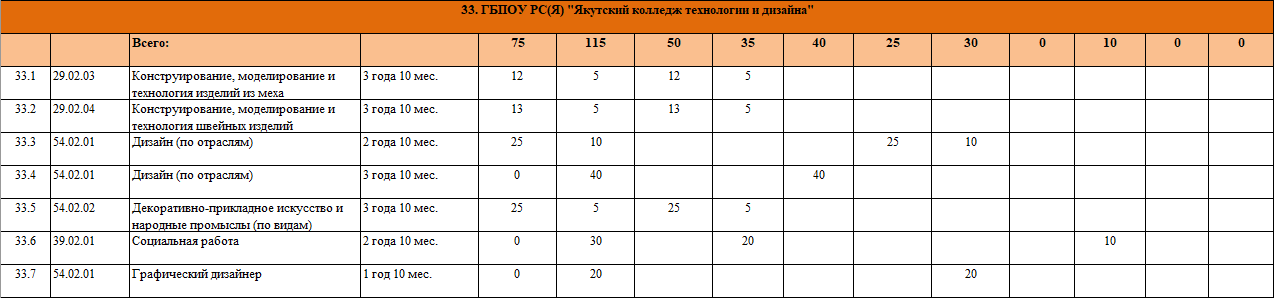 33. ГБПОУ РС(Я) "Якутский колледж технологии и дизайна"
Всего: 75 115 50 35 40 25 30 0 10 0 0
33.1 29.02.03 Конструирование, моделирование и технология изделий из меха 3 года 10 мес. 12 5 12 5
33.2 29.02.04 Конструирование, моделирование и технология швейных изделий 3 года 10 мес. 13 5 13 5
33.3 54.02.01 Дизайн (по отраслям) 2 года 10 мес. 25 10 25 10
33.4 54.02.01 Дизайн (по отраслям) 3 года 10 мес. 0 40 40
33.5 54.02.02 Декоративно-прикладное искусство и народные промыслы (по видам) 3 года 10 мес. 25 5 25 5
33.6 39.02.01 Социальная работа 2 года 10 мес. 0 30 20 10
33.7 54.02.01 Графический дизайнер 1 год 10 мес. 0 20 20